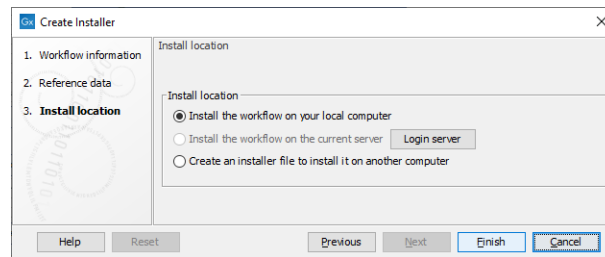 Gx Create Installer
1. Workflow information
2. Reference data
3. Install location
Install location
Install location
Install the workflow on your local computer
Install the workflow on the current server Login server
Create an installer file to install it on another computer
Help Reset Previous Next Finish Cancel